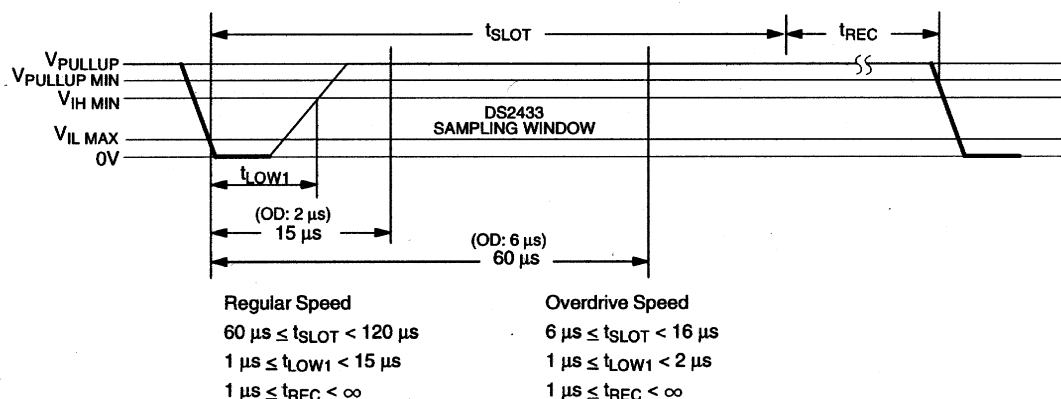 tSLOT
tREC
VPULLUP
VPULLUP MIN
VIH MIN
DS2433
SAMPLING WINDOW
VIL MAX
0V
tLOW1
(OD: 2 µs)
15 µs
(OD: 6 µs)
60 µs
Regular Speed
60 µs ≤ tSLOT < 120 µs
1 µs ≤ tLOW1 < 15 µs
1 µs ≤ tREC < ∞
Overdrive Speed
6 µs ≤ tSLOT < 16 µs
1 µs ≤ tLOW1 < 2 µs
1 µs ≤ tREC < ∞